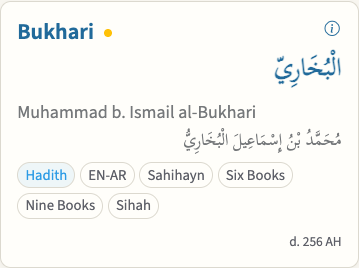 Bukhari
الْبُخَارِيّ
Muhammad b. Ismail al-Bukhari
مُحَمَّدُ بْنُ إِسْمَاعِيلَ الْبُخَارِيُّ
Hadith EN-AR Sahihayn Six Books
Nine Books Sihah
d. 256 AH